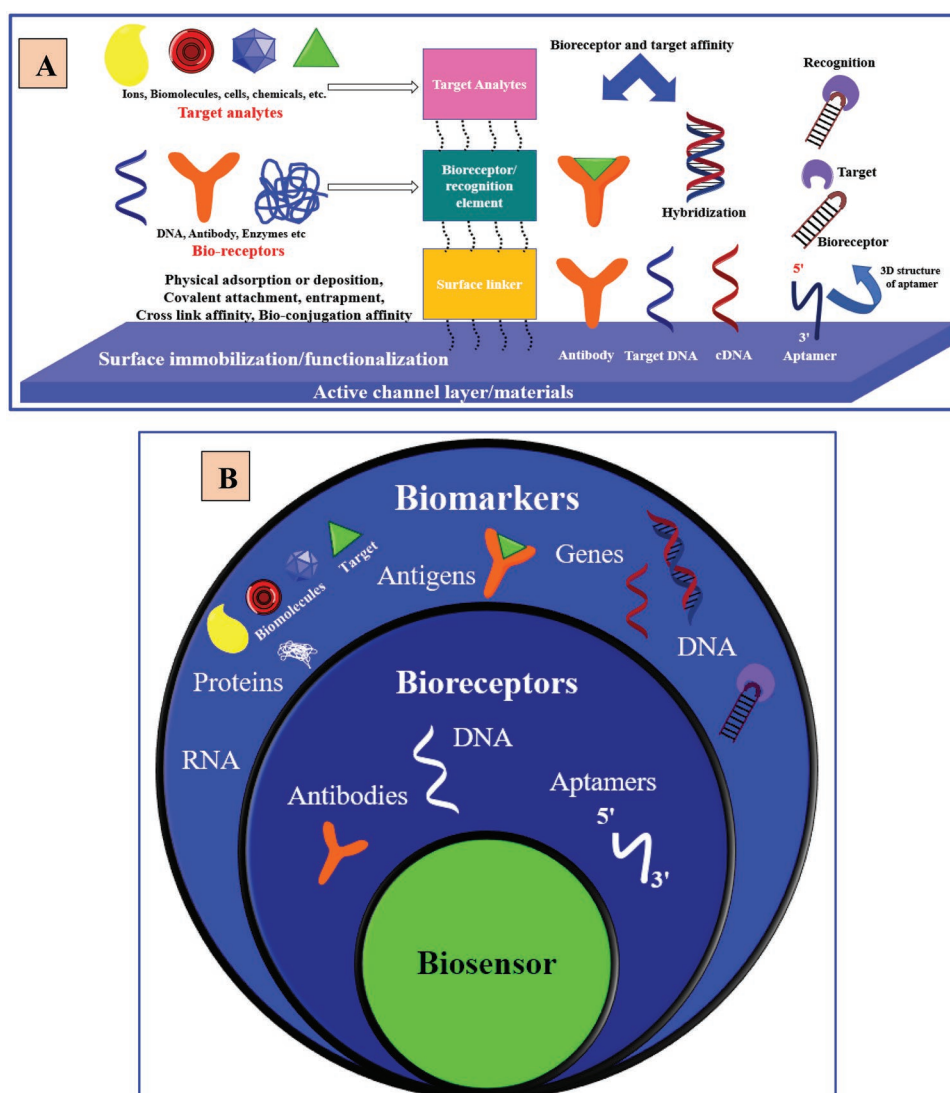 A
Ions, Biomolecules, cells, chemicals, etc.
Target analytes
Target Analytes
Bioreceptor and target affinity
Recognition
DNA, Antibody, Enzymes etc
Bio-receptors
Bioreceptor/
recognition
element
Hybridization
Target
Bioreceptor
Physical adsorption or deposition,
Covalent attachment, entrapment,
Cross link affinity, Bio-conjugation affinity
Surface linker
5'
3D structure
of aptamer
3'
Surface immobilization/functionalization
Antibody
Target DNA
cDNA
Aptamer
Active channel layer/materials
B
Biomarkers
Target
Biomolecules
Antigens
Genes
Proteins
DNA
RNA
Bioreceptors
DNA
Antibodies
Aptamers
5'
3'
Biosensor